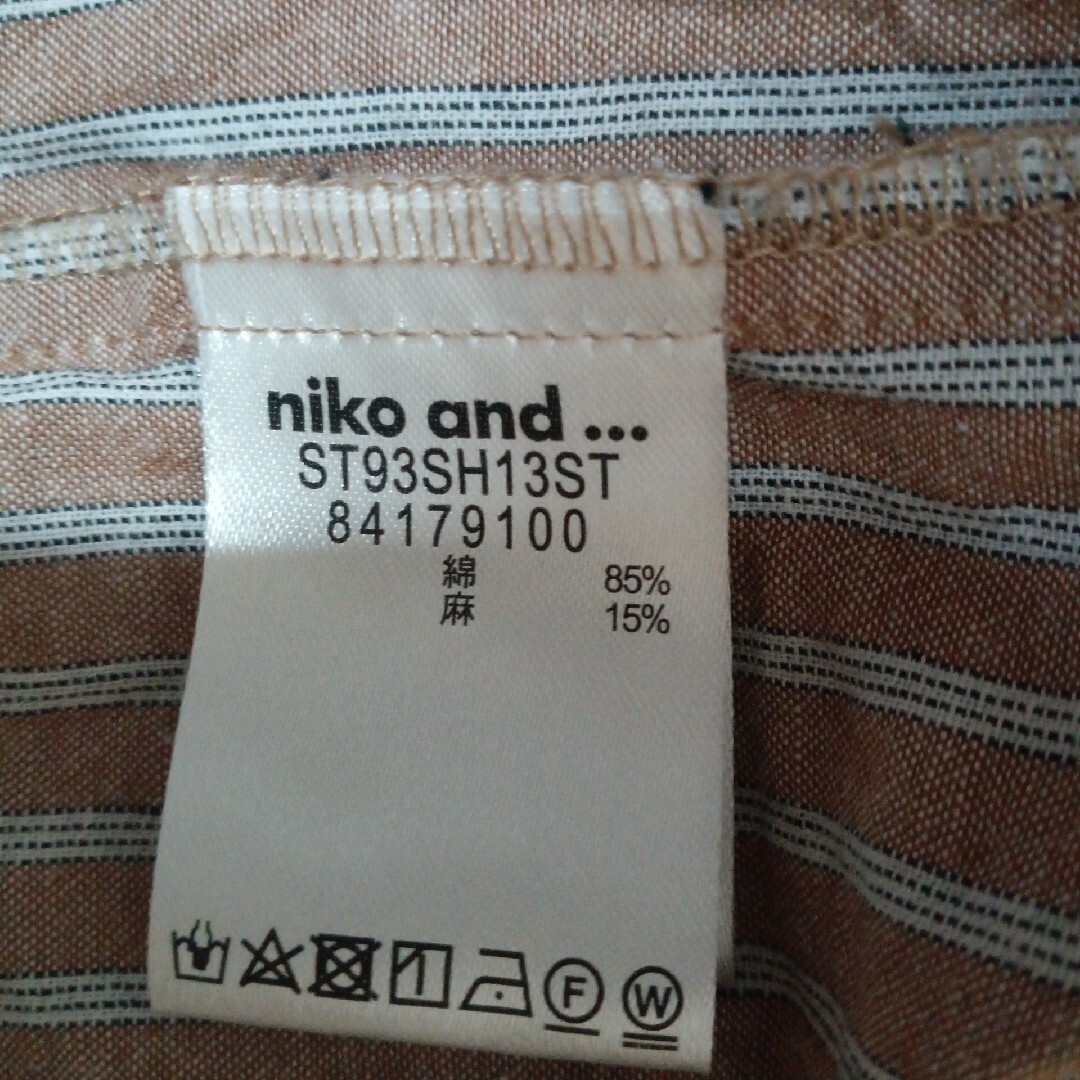 niko and ...
ST93SH13ST
84179100
綿 85%
麻 15%
F W